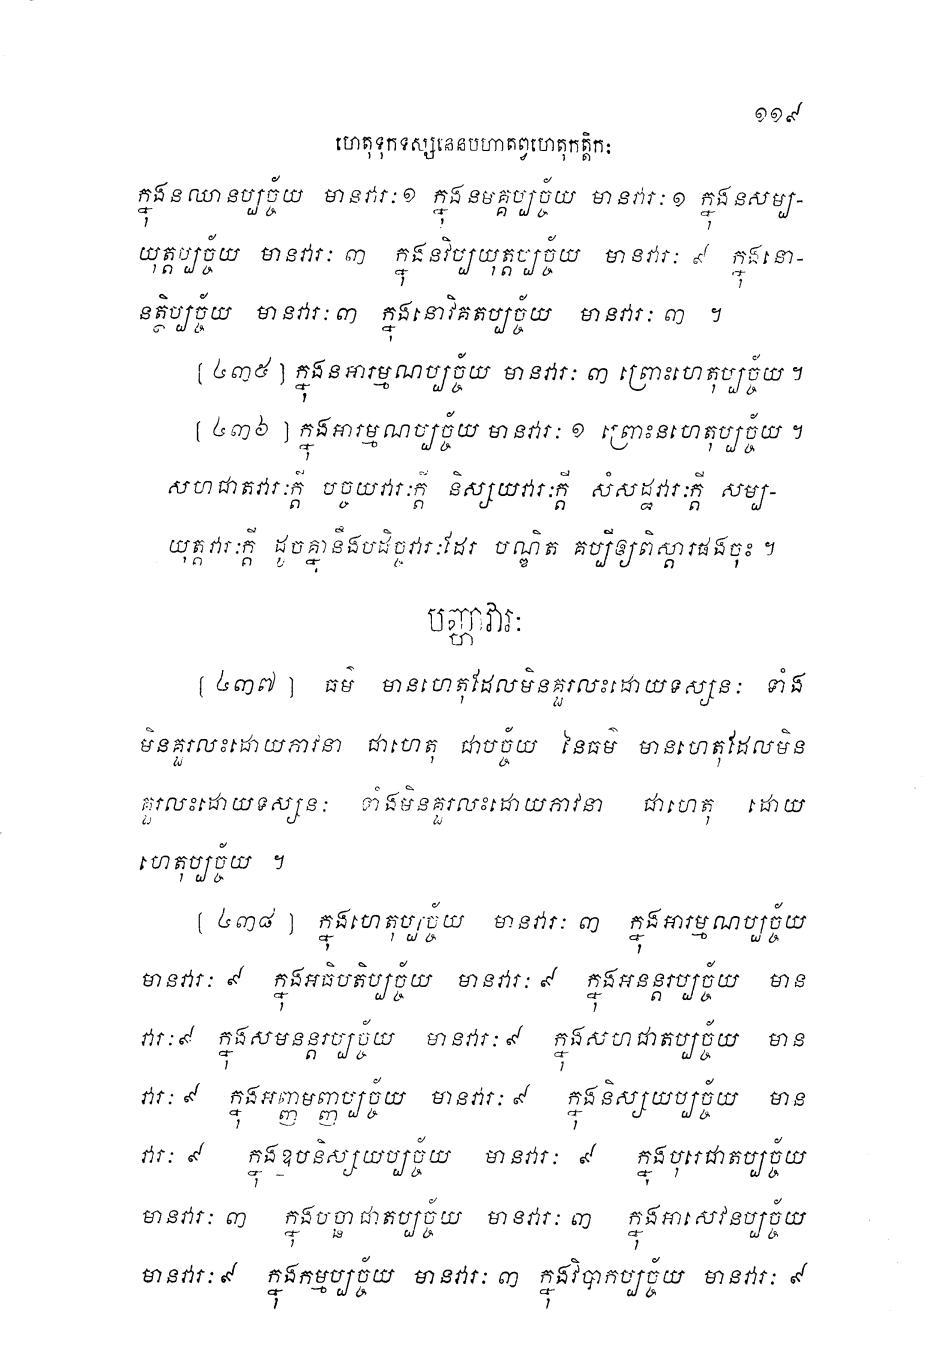 ១១៩
ហេតុទុកទស្សនេនបហាតព្វហេតុកត្តិកៈ
ក្នុងនឈានប្បច្ច័យ មានវារៈ១ ក្នុងនមគ្គប្បច្ច័យ មានវារៈ១ ក្នុងនសម្ប-
យុត្តប្បច្ច័យ មានវារៈ ៣ ក្នុងនវិប្បយុត្តប្បច្ច័យ មានវារៈ ៩ ក្នុងនោ-
នត្ថិប្បច្ច័យ មានវារៈ៣ ក្នុងនោវិគតប្បច្ច័យ មានវារៈ ៣ ។
[ ៤៣៥ ] ក្នុងនអារម្មណប្បច្ច័យ មានវារៈ ៣ ព្រោះហេតុប្បច្ច័យ ។
[ ៤៣៦ ] ក្នុងអារម្មណប្បច្ច័យ មានវារៈ ១ ព្រោះនហេតុប្បច្ច័យ ។
សហជាតវារៈក្តី បច្ចយវារៈក្តី និស្សយវារៈក្តី សំសដ្ឋវារៈក្តី សម្ប-
យុត្តវារៈក្តី ដូចគ្នានឹងបដិច្ចវារៈដែរ បណ្ឌិត គប្បីឲ្យពិស្តារផងចុះ ។
បញ្ហាវារៈ
[ ៤៣៧ ] ធម៌ មានហេតុដែលមិនគួរលះដោយទស្សនៈ ទាំង
មិនគួរលះដោយភាវនា ជាហេតុ ជាបច្ច័យ នៃធម៌ មានហេតុដែលមិន
គួរលះដោយទស្សនៈ ទាំងមិនគួរលះដោយភាវនា ជាហេតុ ដោយ
ហេតុប្បច្ច័យ ។
[ ៤៣៨ ] ក្នុងហេតុប្បច្ច័យ មានវារៈ ៣ ក្នុងអារម្មណប្បច្ច័យ
មានវារៈ ៩ ក្នុងអធិបតិប្បច្ច័យ មានវារៈ ៩ ក្នុងអនន្តរប្បច្ច័យ មាន
វារៈ៩ ក្នុងសមនន្តរប្បច្ច័យ មានវារៈ ៩ ក្នុងសហជាតប្បច្ច័យ មាន
វារៈ ៩ ក្នុងអញ្ញមញ្ញប្បច្ច័យ មានវារៈ ៩ ក្នុងនិស្សយប្បច្ច័យ មាន
វារៈ ៩ ក្នុងឧបនិស្សយប្បច្ច័យ មានវារៈ ៩ ក្នុងបុរេជាតប្បច្ច័យ
មានវារៈ ៣ ក្នុងបច្ឆាជាតប្បច្ច័យ មានវារៈ ៣ ក្នុងអាសេវនប្បច្ច័យ
មានវារៈ៩ ក្នុងកម្មប្បច្ច័យ មានវារៈ ៣ ក្នុងវិបាកប្បច្ច័យ មានវារៈ ៩